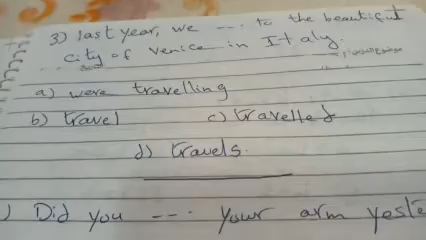 3) last year, we ---. to the beautiful
city of venice in Italy.
a) were travelling
b) travel c) travelled
d) travels.
) Did you ---. your arm yeste